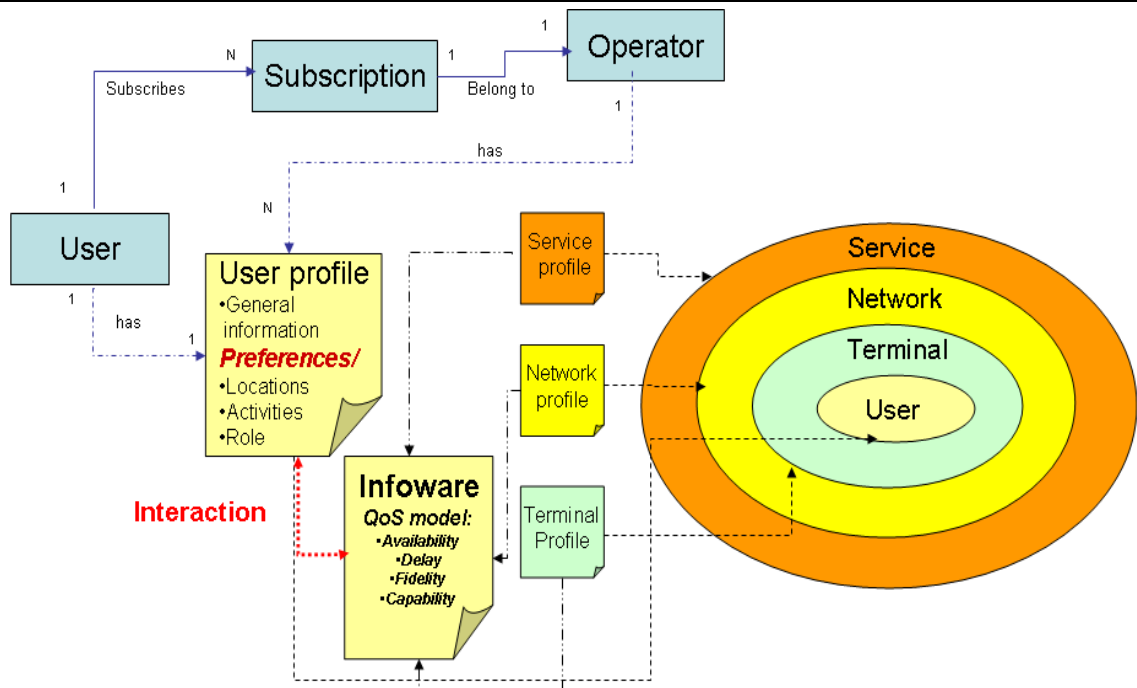 1
Operator
N
1
Subscription
Subscribes
Belong to
1
has
1
N
User
1
has
1
User profile
•General
information
Preferences/
•Locations
•Activities
•Role
Service
profile
Service
Network
Network
profile
Terminal
User
Interaction
Infoware
QoS model:
•Availability
•Delay
•Fidelity
•Capability
Terminal
Profile